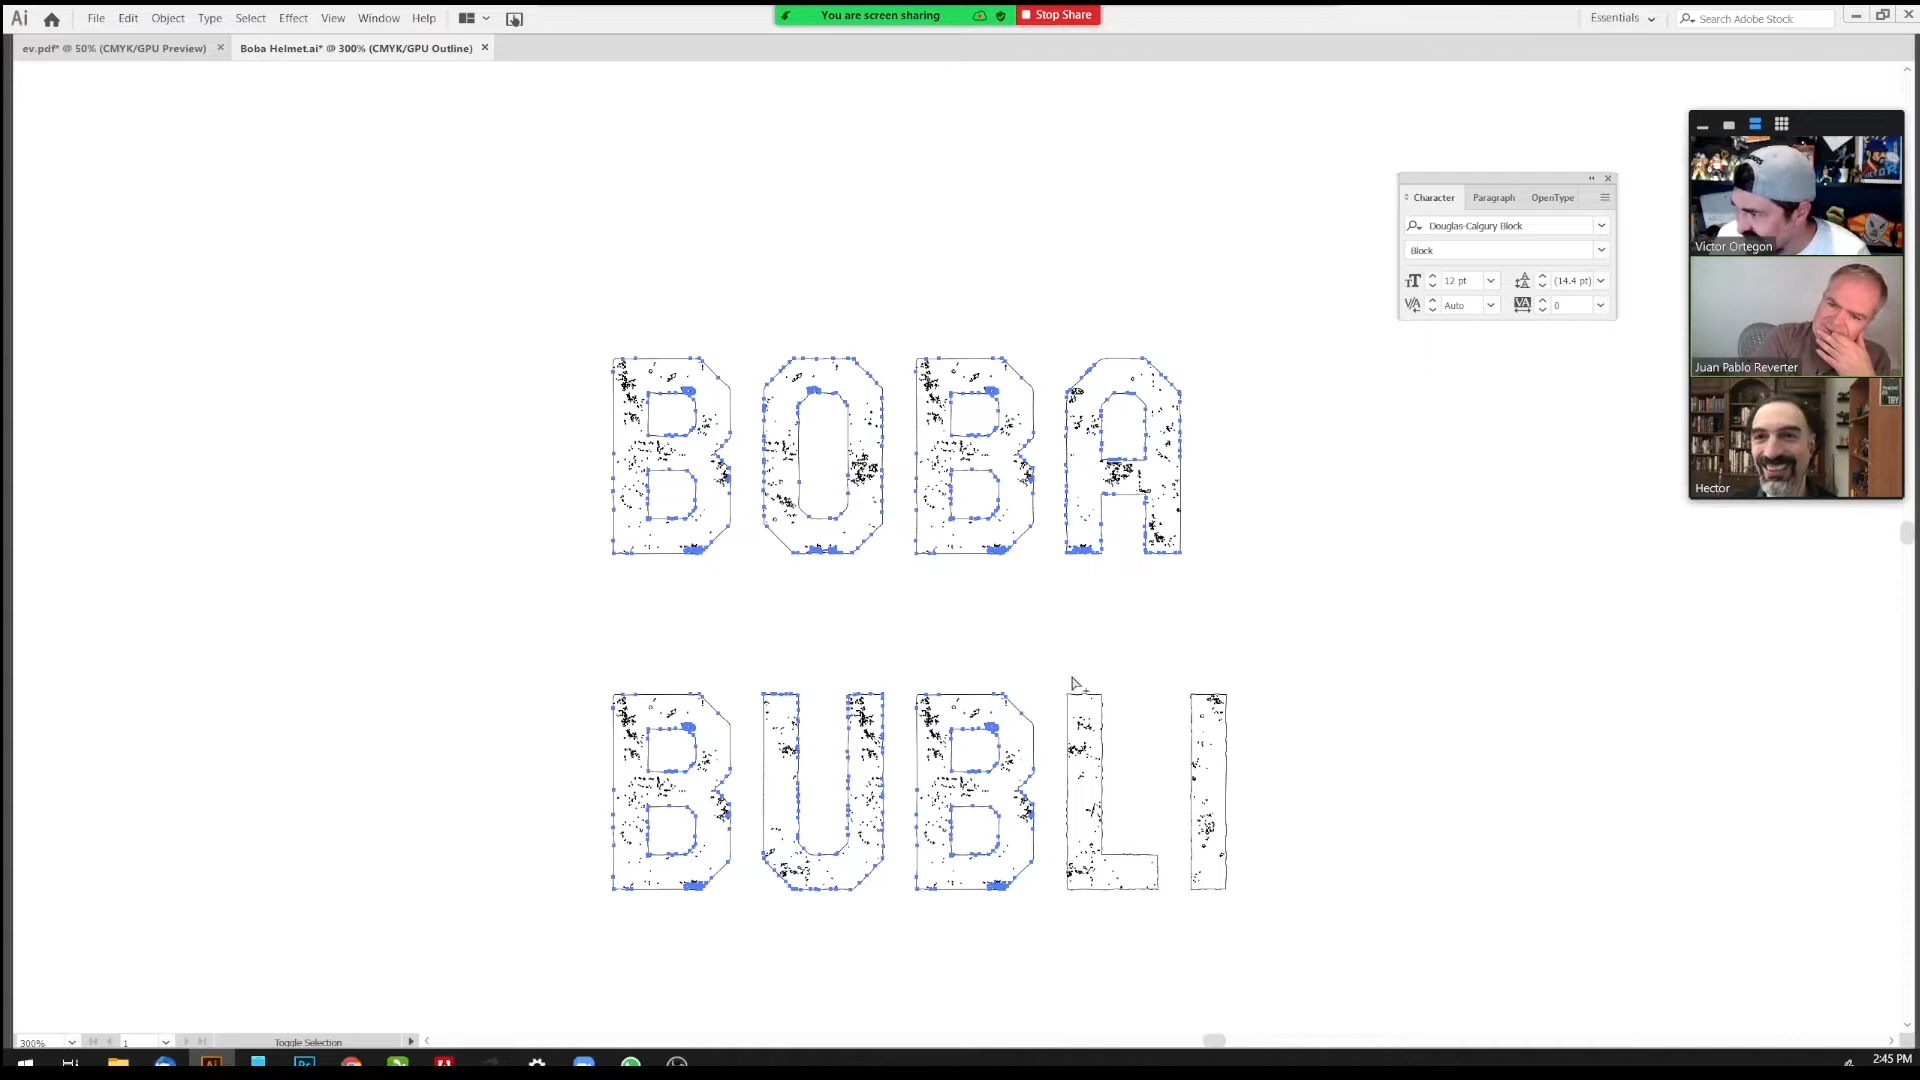 Ai File Edit Object Type Select Effect View Window Help
You are screen sharing Stop Share
Essentials Search Adobe Stock
ev.pdf* @ 50% (CMYK/GPU Preview) × Boba Helmet.ai* @ 300% (CMYK/GPU Outline) ×
Victor Ortegon
Juan Pablo Reverter
Hector
Character Paragraph OpenType
Douglas-Calgury Block
Block
12 pt (14.4 pt)
Auto 0
BOBA
BUBLI
300% 1 Toggle Selection
2:45 PM